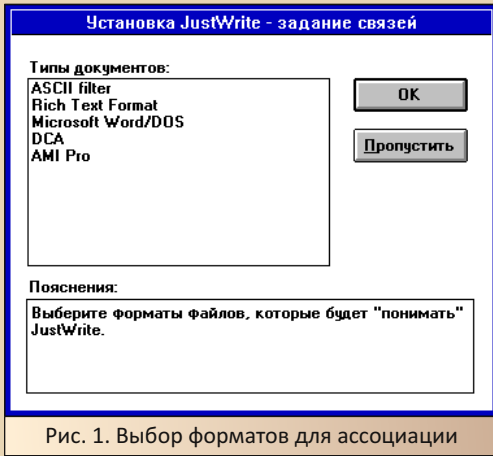 Установка JustWrite - задание связей
Типы документов:
ASCII filter
Rich Text Format
Microsoft Word/DOS
DCA
AMI Pro
OK
Пропустить
Пояснения:
Выберите форматы файлов, которые будет "понимать"
JustWrite.
Рис. 1. Выбор форматов для ассоциации